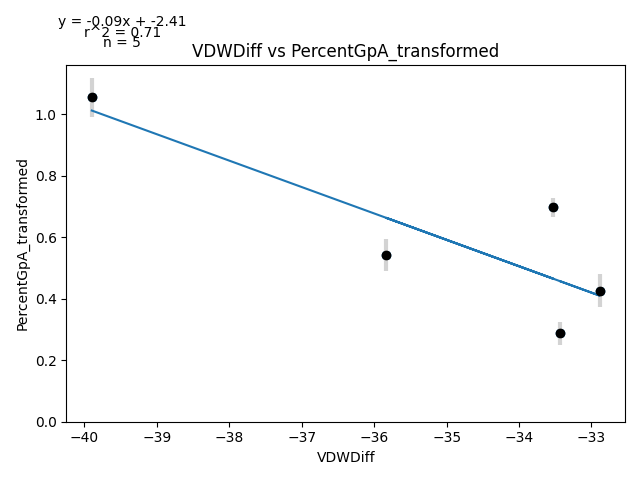 y = -0.09x + -2.41
r^2 = 0.71
n = 5
VDWDiff vs PercentGpA_transformed
PercentGpA_transformed
1.0
0.8
0.6
0.4
0.2
0.0
−40 −39 −38 −37 −36 −35 −34 −33
VDWDiff